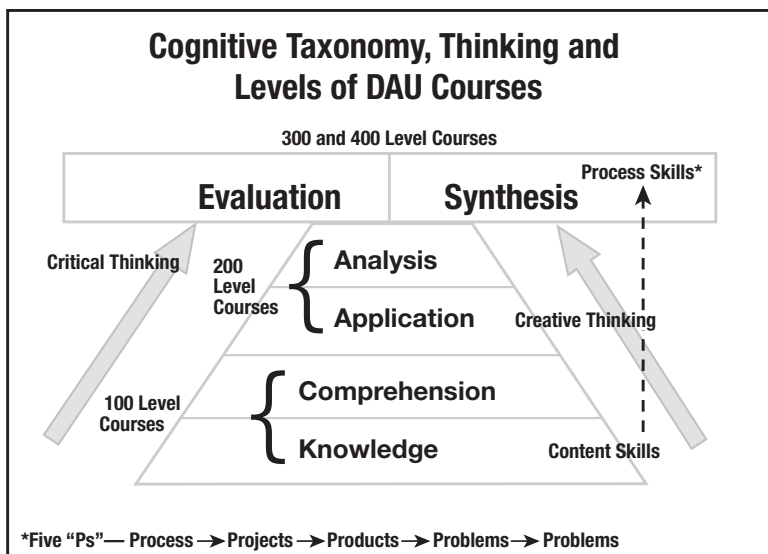 Cognitive Taxonomy, Thinking and
Levels of DAU Courses
300 and 400 Level Courses
Process Skills*
Evaluation
Synthesis
Critical Thinking
200
Level
Courses
Analysis
Application
Creative Thinking
100 Level
Courses
Comprehension
Knowledge
Content Skills
*Five “Ps”— Process → Projects → Products → Problems → Problems